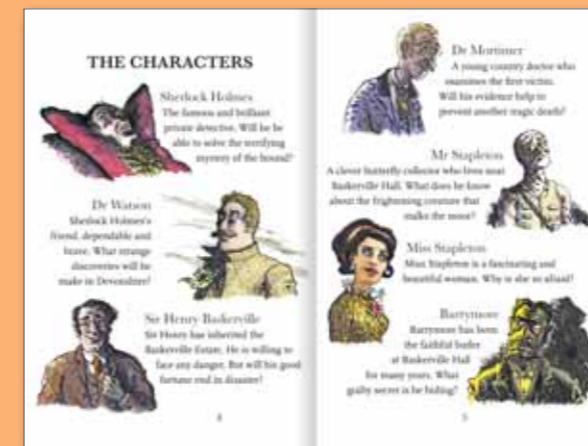 THE CHARACTERS
Sherlock Holmes
The famous and brilliant
private detective. Will he be
able to solve the terrifying
mystery of the hound?
Dr Watson
Sherlock Holmes's
friend, dependable and
brave. What strange
discoveries will he
make in Devonshire?
Sir Henry Baskerville
Sir Henry has inherited the
Baskerville Estate. He is willing to
face any danger. But will his good
fortune end in disaster?
4
Dr Mortimer
A young country doctor who
examines the first victim.
Will his evidence help to
prevent another tragic death?
Mr Stapleton
A clever butterfly collector who lives near
Baskerville Hall. What does he know
about the frightening creature that
stalks the moor?
Miss Stapleton
Miss Stapleton is a fascinating and
beautiful woman. Why is she so afraid?
Barrymore
Barrymore has been
the faithful butler
at Baskerville Hall
for many years. What
guilty secret is he hiding?
5